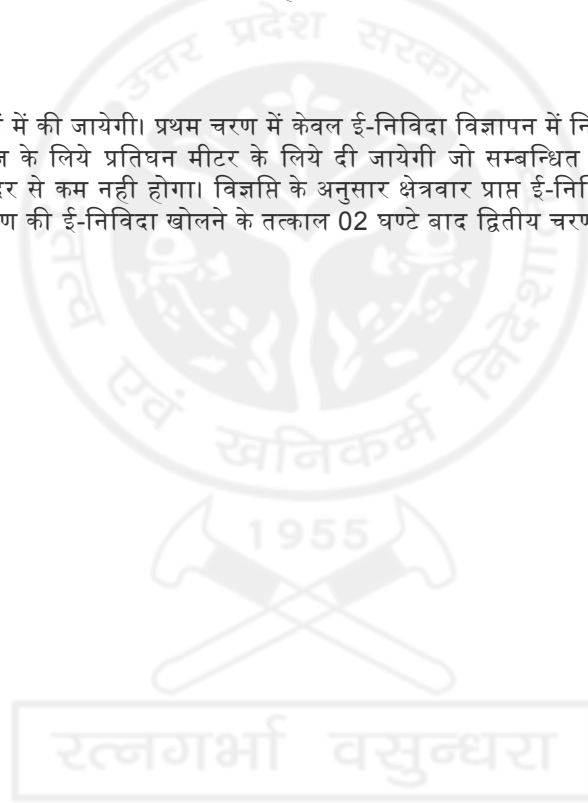 उत्तर प्रदेश सरकार
में की जायेगी। प्रथम चरण में केवल ई-निविदा विज्ञापन में
के लिये प्रतिघन मीटर के लिये दी जायेगी जो सम्बन्धित
से कम नही होगा। विज्ञप्ति के अनुसार क्षेत्रवार प्राप्त
की ई-निविदा खोलने के तत्काल 02 घण्टे बाद द्वितीय चरण
एवं
खनिकर्म
1955
रत्नगर्भा वसुन्धरा